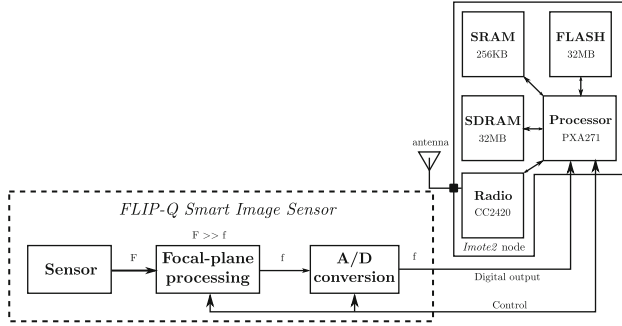 SRAM
256KB
FLASH
32MB
SDRAM
32MB
Processor
PXA271
antenna
Radio
CC2420
Imote2 node
FLIP-Q Smart Image Sensor
F >> f
Sensor
F
Focal-plane
processing
f
A/D
conversion
f
Digital output
Control